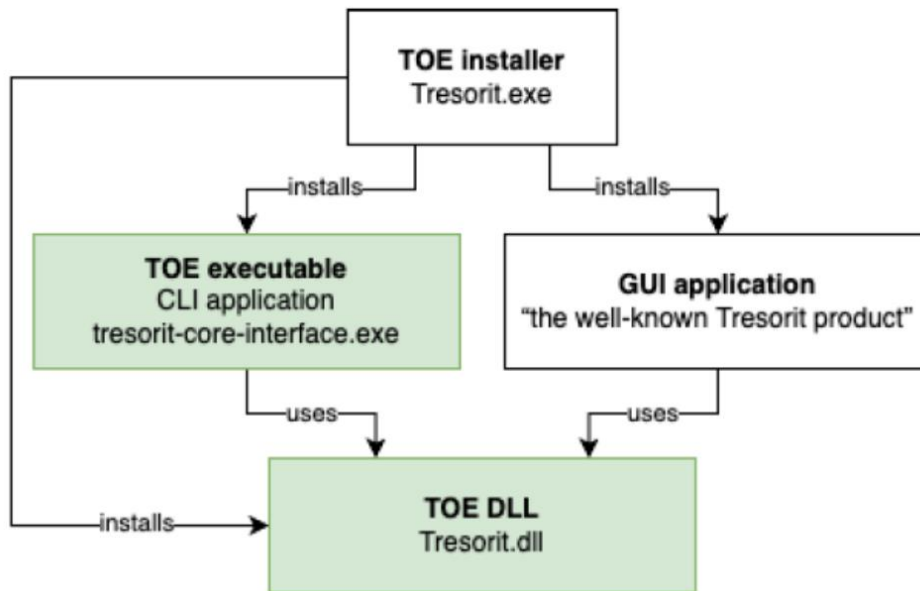 TOE installer
Tresorit.exe
installs
installs
TOE executable
CLI application
tresorit-core-interface.exe
GUI application
“the well-known Tresorit product”
uses
uses
TOE DLL
Tresorit.dll
installs